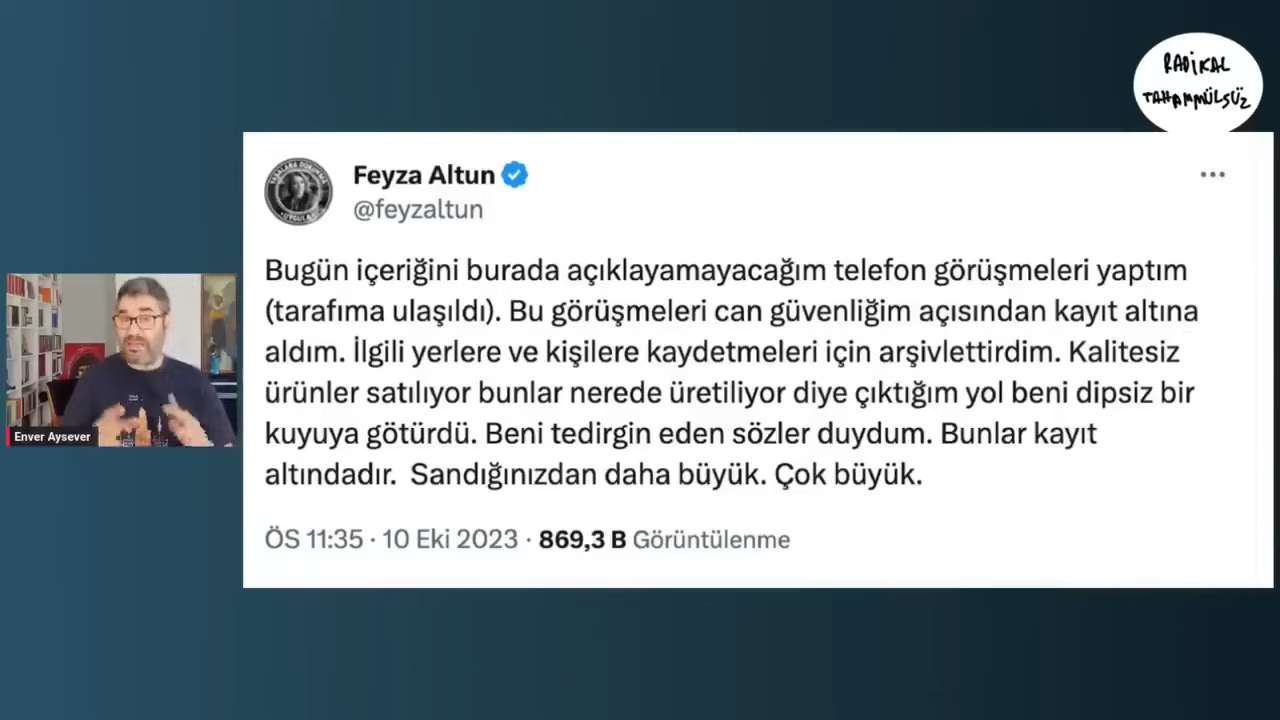 RADİKAL
TAHAMMÜLSÜZ
Feyza Altun
@feyzaltun
Bugün içeriğini burada açıklayamayacağım telefon görüşmeleri yaptım
(tarafıma ulaşıldı). Bu görüşmeleri can güvenliğim açısından kayıt altına
aldım. İlgili yerlere ve kişilere kaydetmeleri için arşivlettirdim. Kalitesiz
ürünler satılıyor bunlar nerede üretiliyor diye çıktığım yol beni dipsiz bir
kuyuya götürdü. Beni tedirgin eden sözler duydum. Bunlar kayıt
altındadır.  Sandığınızdan daha büyük. Çok büyük.
ÖS 11:35 · 10 Eki 2023 · 869,3 B Görüntülenme
Enver Aysever